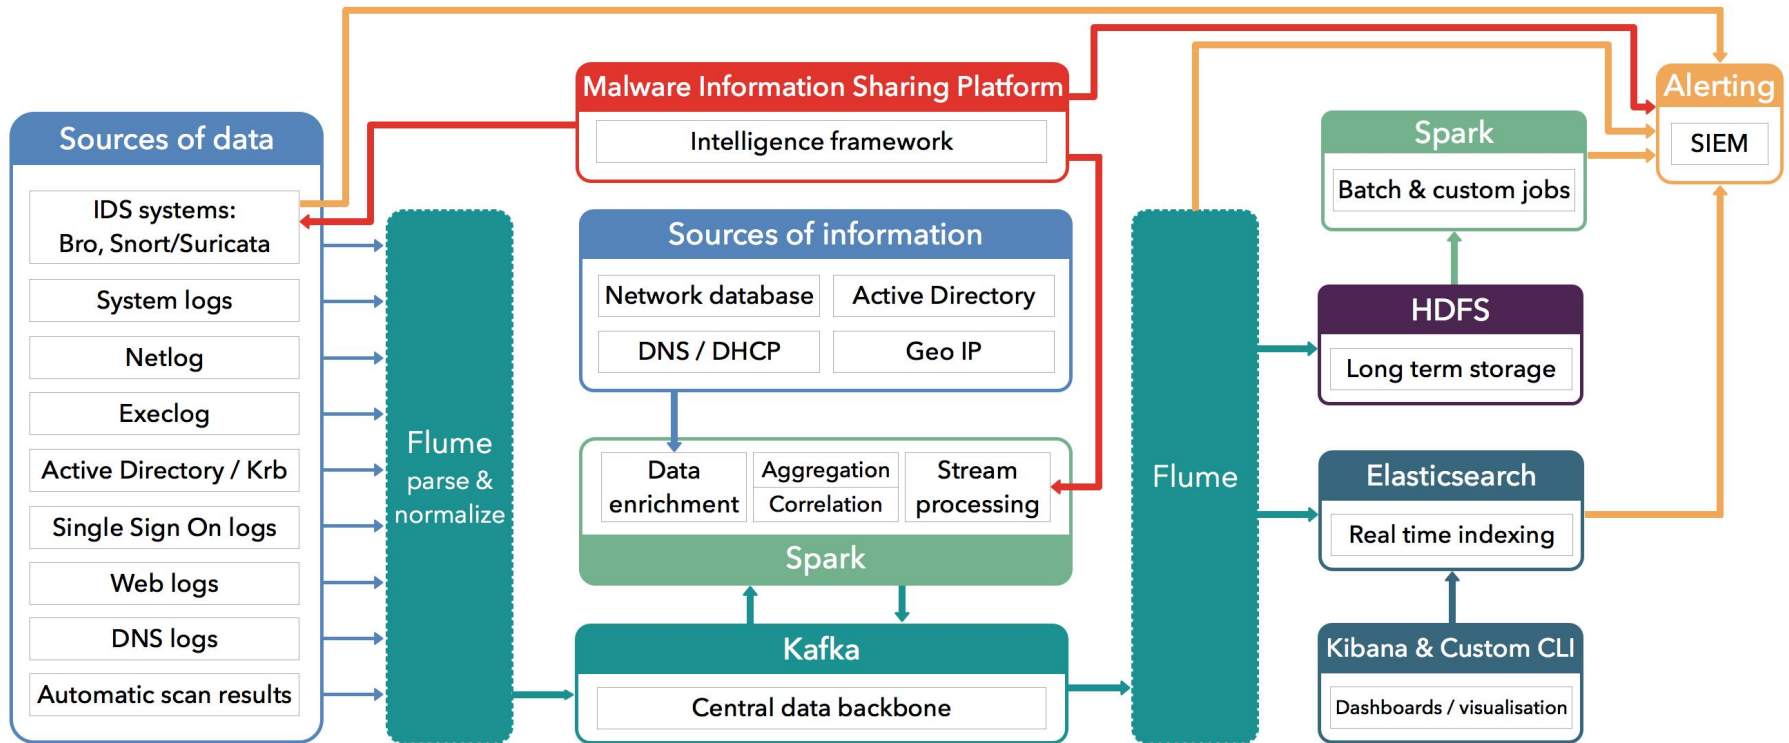 Sources of data
IDS systems:
Bro, Snort/Suricata
System logs
Netlog
Execlog
Active Directory / Krb
Single Sign On logs
Web logs
DNS logs
Automatic scan results
Flume
parse &
normalize
Malware Information Sharing Platform
Intelligence framework
Sources of information
Network database
Active Directory
DNS / DHCP
Geo IP
Data
enrichment
Aggregation
Correlation
Stream
processing
Spark
Kafka
Central data backbone
Flume
Spark
Batch & custom jobs
HDFS
Long term storage
Elasticsearch
Real time indexing
Kibana & Custom CLI
Dashboards / visualisation
Alerting
SIEM